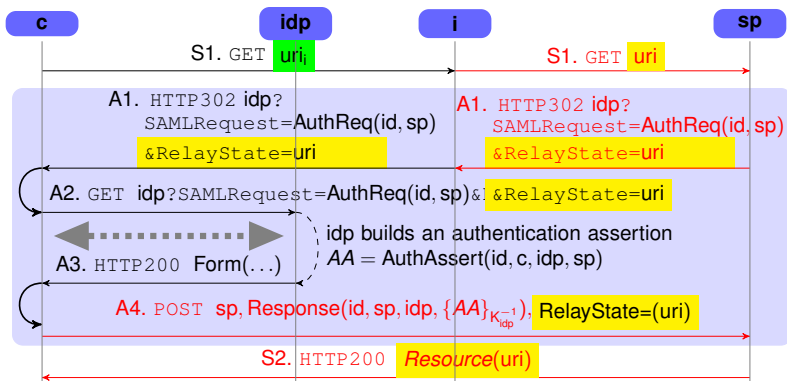 c idp i sp
S1. GET uri_i S1. GET uri
A1. HTTP302 idp? A1. HTTP302 idp?
SAMLRequest=AuthReq(id, sp) SAMLRequest=AuthReq(id, sp)
&RelayState=uri &RelayState=uri
A2. GET idp?SAMLRequest=AuthReq(id, sp)& &RelayState=uri
idp builds an authentication assertion
A3. HTTP200 Form(...) AA = AuthAssert(id, c, idp, sp)
A4. POST sp, Response(id, sp, idp, {AA}_{K_{idp}^{-1}}), RelayState=(uri)
S2. HTTP200 Resource(uri)